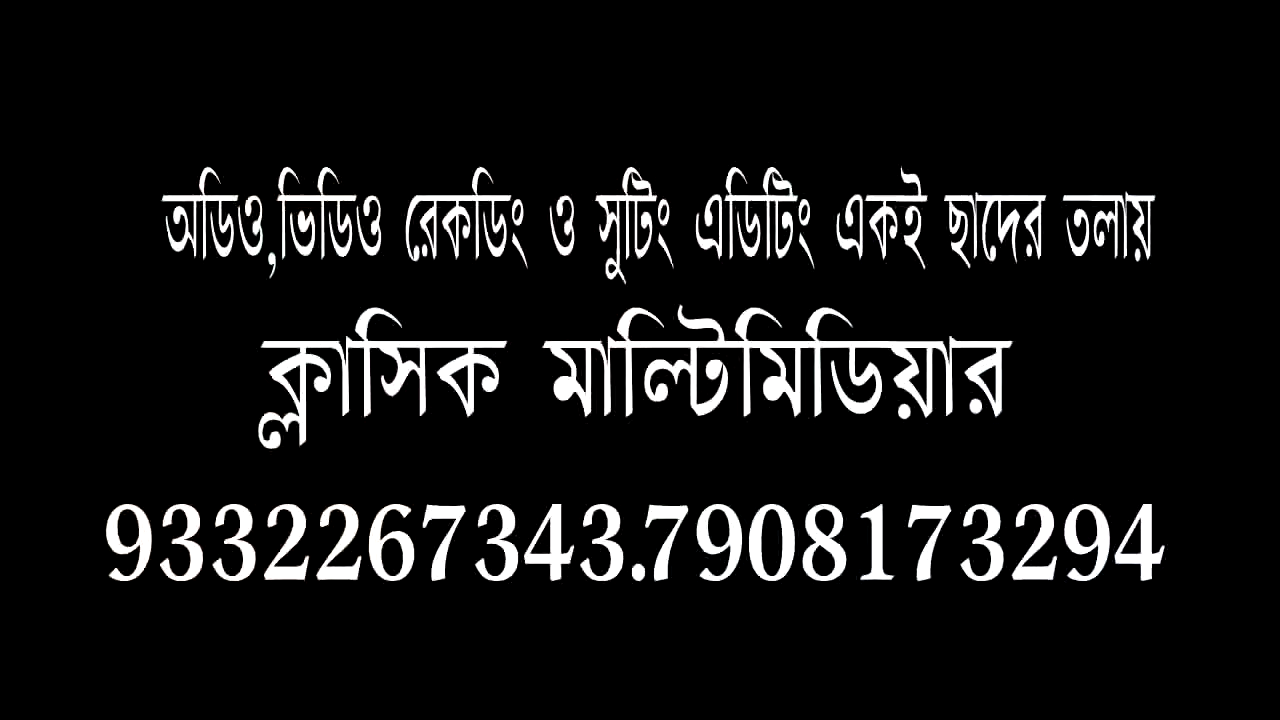 অডিও,ভিডিও রেকডিং ও সুটিং এডিটিং একই ছাদের তলায়
ক্লাসিক মাল্টিমিডিয়ার
9332267343.7908173294